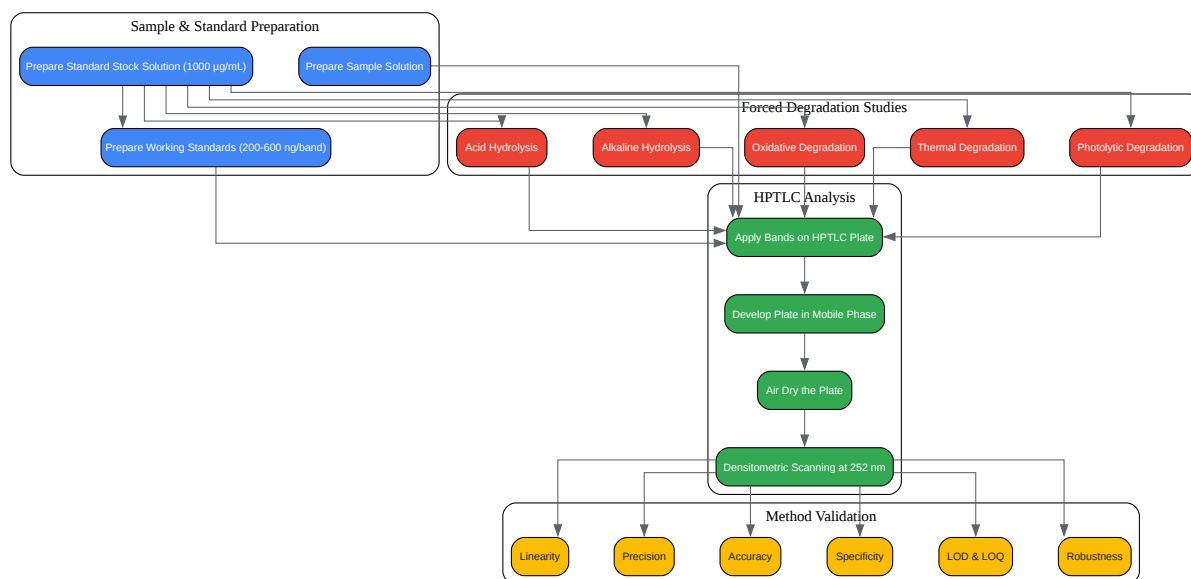 Sample & Standard Preparation
Prepare Standard Stock Solution (1000 µg/mL)
Prepare Sample Solution
Prepare Working Standards (200-600 ng/band)
Forced Degradation Studies
Acid Hydrolysis
Alkaline Hydrolysis
Oxidative Degradation
Thermal Degradation
Photolytic Degradation
HPTLC Analysis
Apply Bands on HPTLC Plate
Develop Plate in Mobile Phase
Air Dry the Plate
Densitometric Scanning at 252 nm
Method Validation
Linearity
Precision
Accuracy
Specificity
LOD & LOQ
Robustness